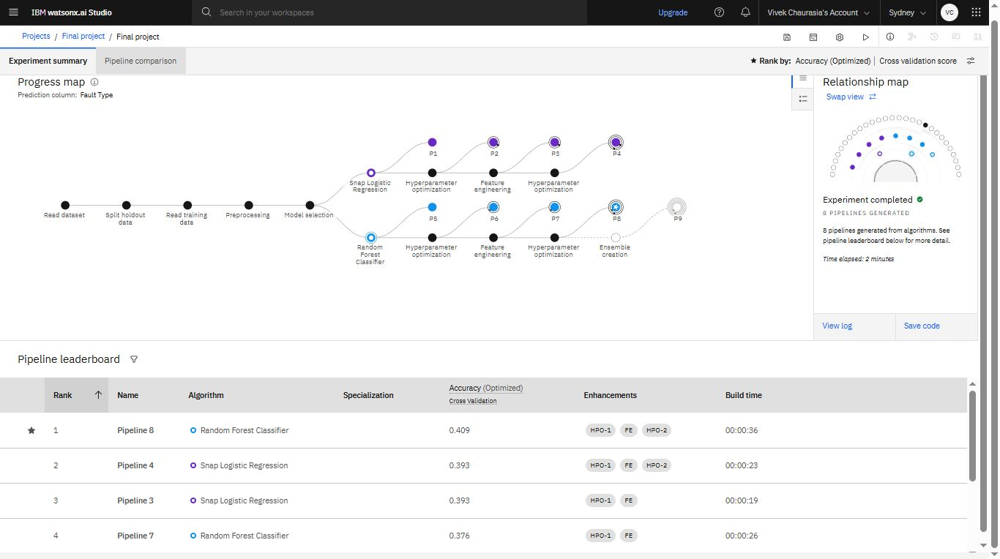 IBM watsonx.ai Studio
Search in your workspaces
Upgrade
Vivek Chaurasia's Account
Sydney
VC
Projects / Final project / Final project
Experiment summary
Pipeline comparison
Rank by: Accuracy (Optimized) | Cross validation score
Progress map
Prediction column: Fault Type
P1
P2
P3
P4
Snap Logistic
Regression
Hyperparameter
optimization
Feature
engineering
Hyperparameter
optimization
Read dataset
Split holdout
data
Read training
data
Preprocessing
Model selection
P5
P6
P7
P8
P9
Random
Forest
Classifier
Hyperparameter
optimization
Feature
engineering
Hyperparameter
optimization
Ensemble
creation
Relationship map
Swap view
Experiment completed
8 PIPELINES GENERATED
8 pipelines generated from algorithms. See
pipeline leaderboard below for more detail.
Time elapsed: 2 minutes
View log
Save code
Pipeline leaderboard
Rank Name Algorithm Specialization Accuracy (Optimized) Enhancements Build time
Cross Validation
1 Pipeline 8 Random Forest Classifier 0.409 HPO-1 FE HPO-2 00:00:36
2 Pipeline 4 Snap Logistic Regression 0.393 HPO-1 FE HPO-2 00:00:23
3 Pipeline 3 Snap Logistic Regression 0.393 HPO-1 FE 00:00:19
4 Pipeline 7 Random Forest Classifier 0.376 HPO-1 FE 00:00:26